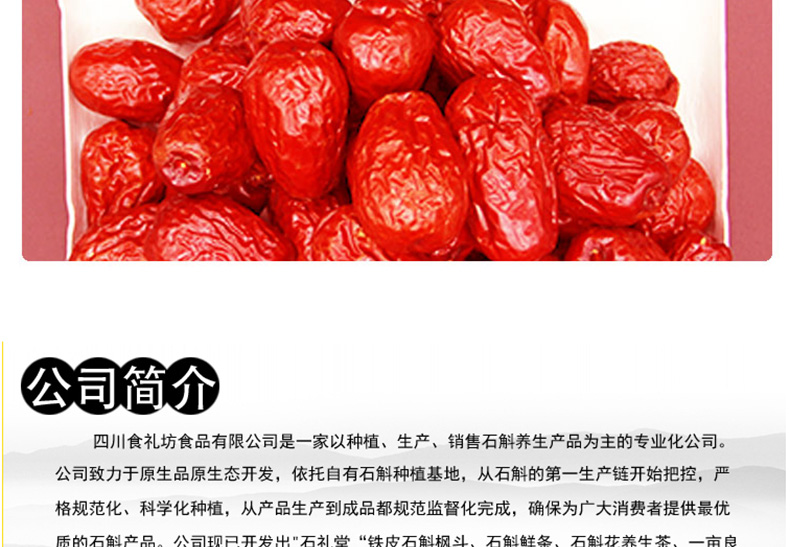 公司简介
四川食礼坊食品有限公司是一家以种植、生产、销售石斛养生产品为主的专业化公司。
公司致力于原生品原生态开发，依托自有石斛种植基地，从石斛的第一生产链开始把控，严
格规范化、科学化种植，从产品生产到成品都规范监督化完成，确保为广大消费者提供最优
质的石斛产品。公司现已开发出"石礼堂“铁皮石斛枫斗、石斛鲜条、石斛花养生茶、一亩良